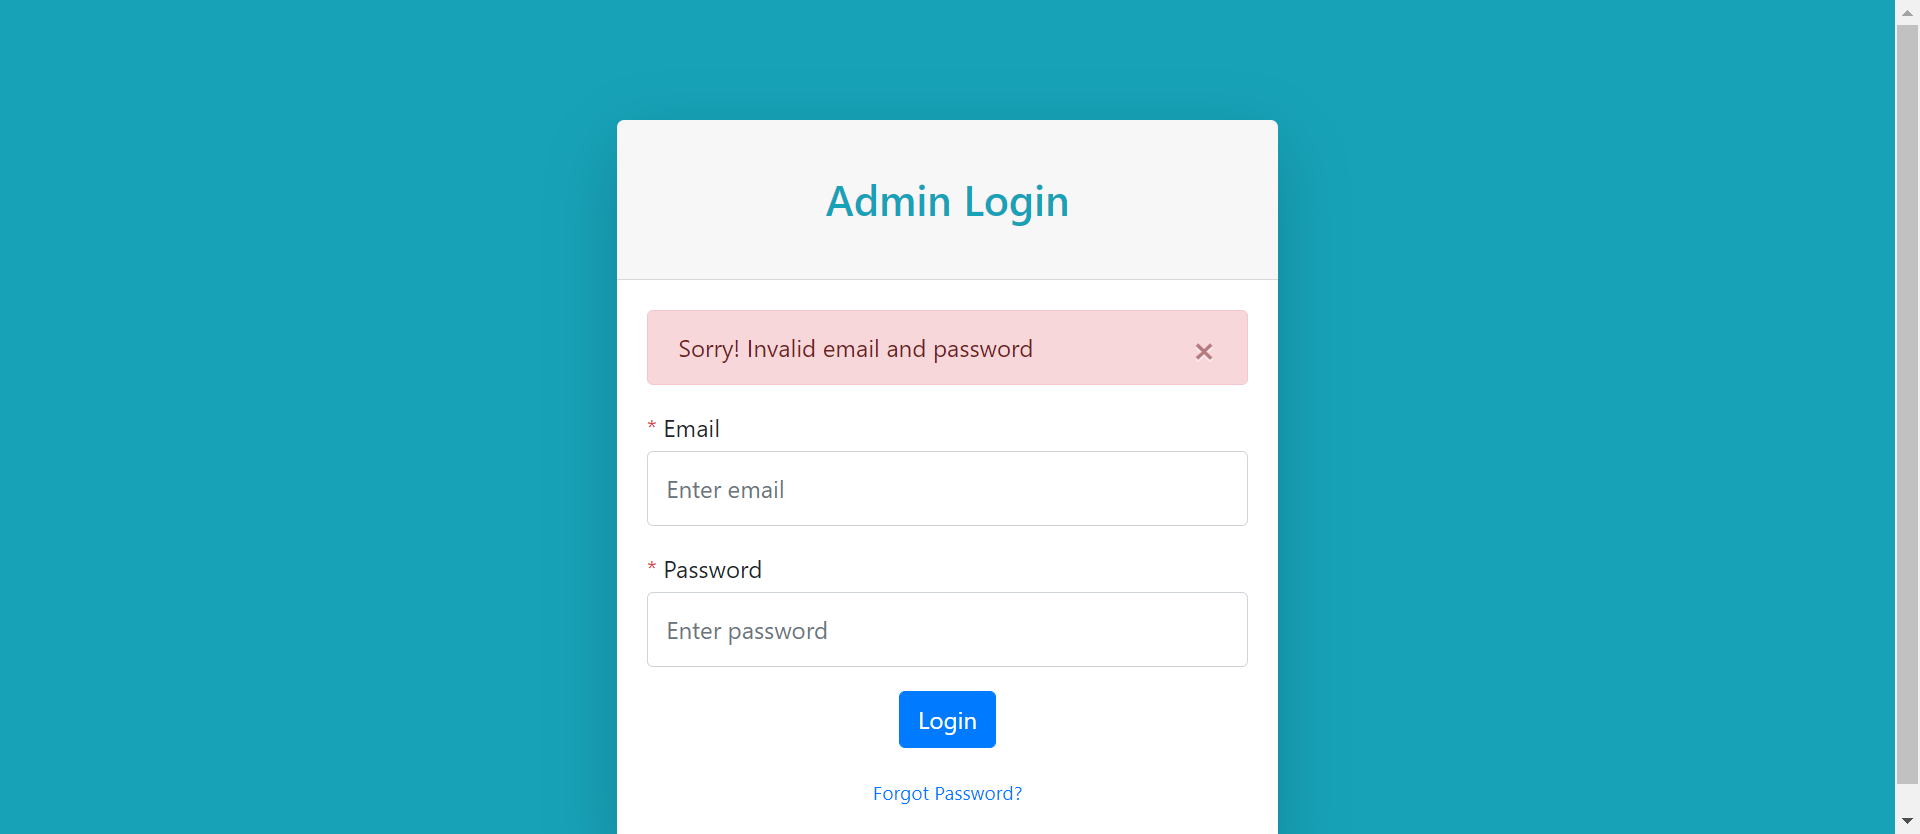 Admin Login
Sorry! Invalid email and password ×
* Email
Enter email
* Password
Enter password
Login
Forgot Password?